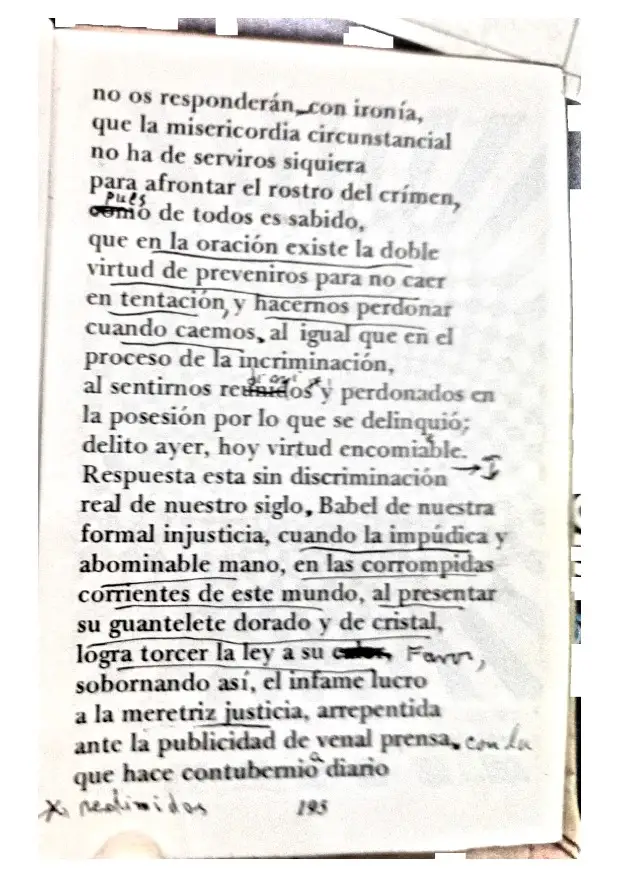 no os responderán, con ironía,
que la misericordia circunstancial
no ha de serviros siquiera
para afrontar el rostro del crímen,
pues
como de todos es sabido,
que en la oración existe la doble
virtud de preveniros para no caer
en tentación, y hacernos perdonar
cuando caemos, al igual que en el
proceso de la incriminación,
al sentirnos reunidos y perdonados en
la posesión por lo que se delinquió;
delito ayer, hoy virtud encomiable.
Respuesta esta sin discriminación
real de nuestro siglo, Babel de nuestra
formal injusticia, cuando la impúdica y
abominable mano, en las corrompidas
corrientes de este mundo, al presentar
su guantelete dorado y de cristal,
logra torcer la ley a su Favor,
sobornando así, el infame lucro
a la meretriz justicia, arrepentida
ante la publicidad de venal prensa, con la
que hace contubernio a diario
x, redimidos
195